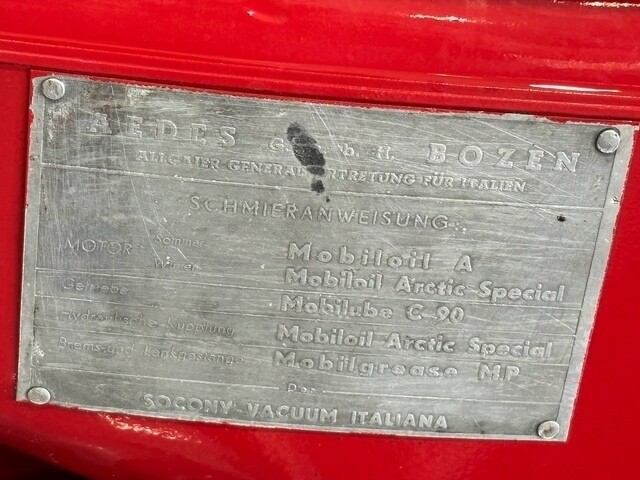 AEDES G. b. H. BOZEN
ALLGAIER GENERALVERTRETUNG FÜR ITALIEN
SCHMIERANWEISUNG:
MOTOR Sommer Mobiloil A
Winter Mobiloil Arctic-Special
Getriebe Mobilube C-90
Hydraulische Kupplung Mobiloil Arctic Special
Brems-und Lenkgestänge Mobilgrease MP
SOCONY-VACUUM ITALIANA